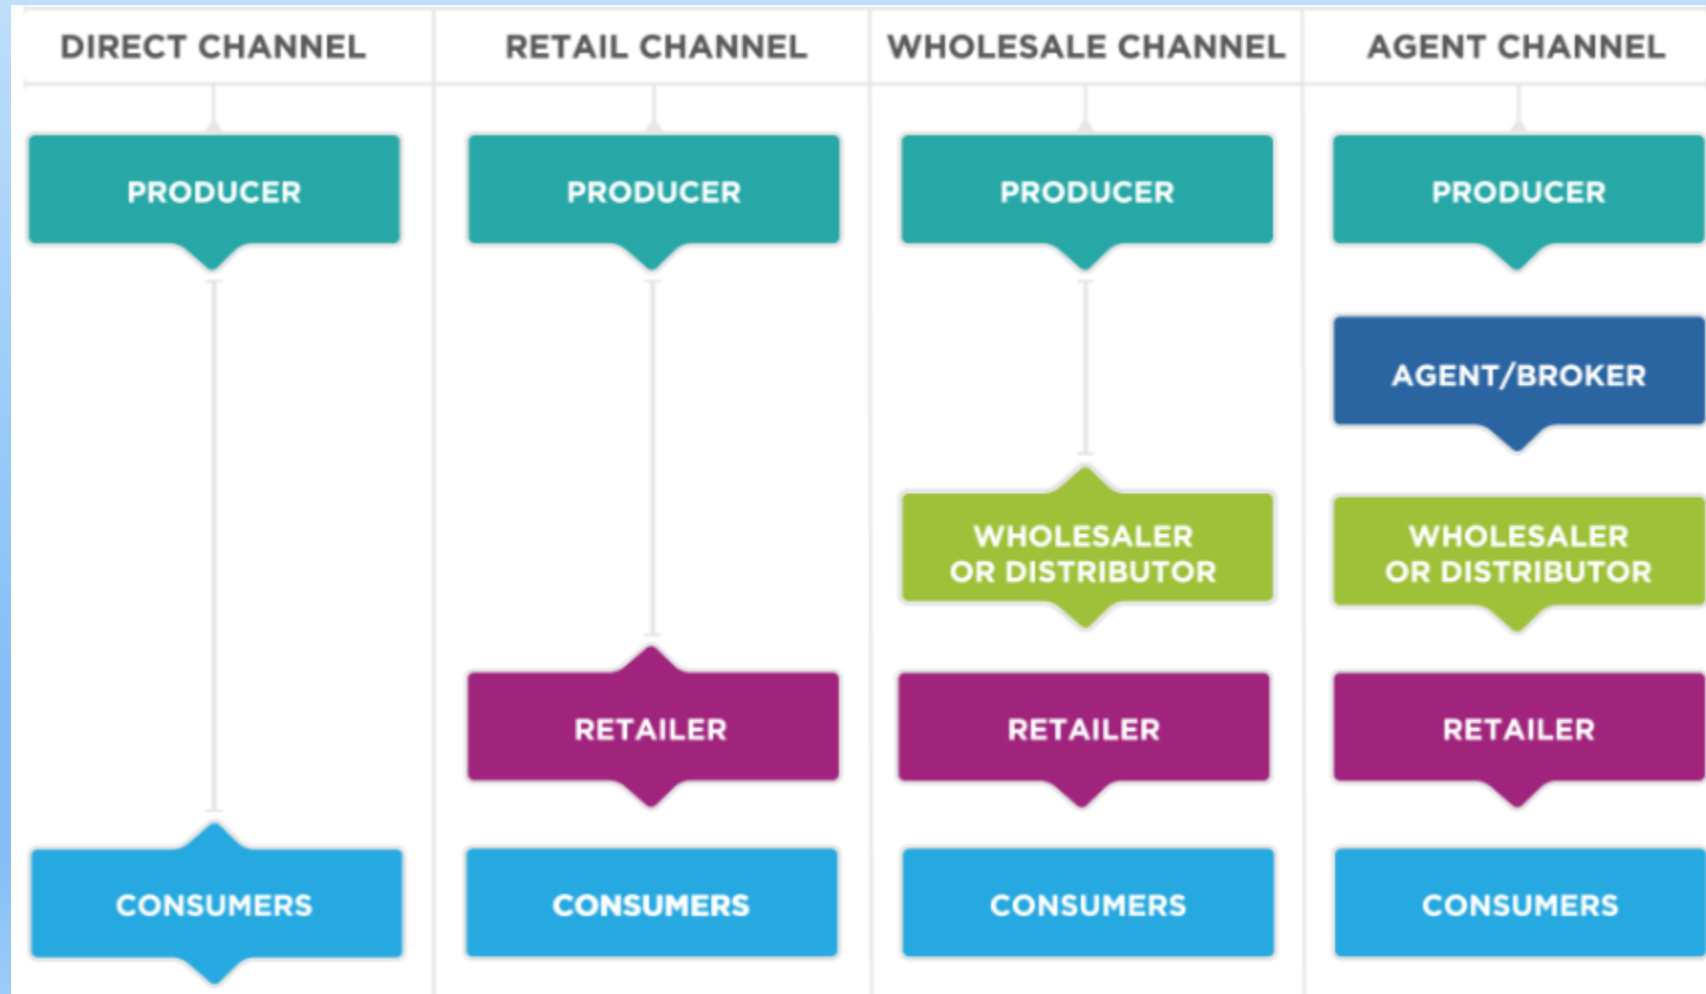 DIRECT CHANNEL
RETAIL CHANNEL
WHOLESALE CHANNEL
AGENT CHANNEL
PRODUCER
PRODUCER
PRODUCER
PRODUCER
AGENT/BROKER
WHOLESALER
OR DISTRIBUTOR
WHOLESALER
OR DISTRIBUTOR
RETAILER
RETAILER
RETAILER
CONSUMERS
CONSUMERS
CONSUMERS
CONSUMERS